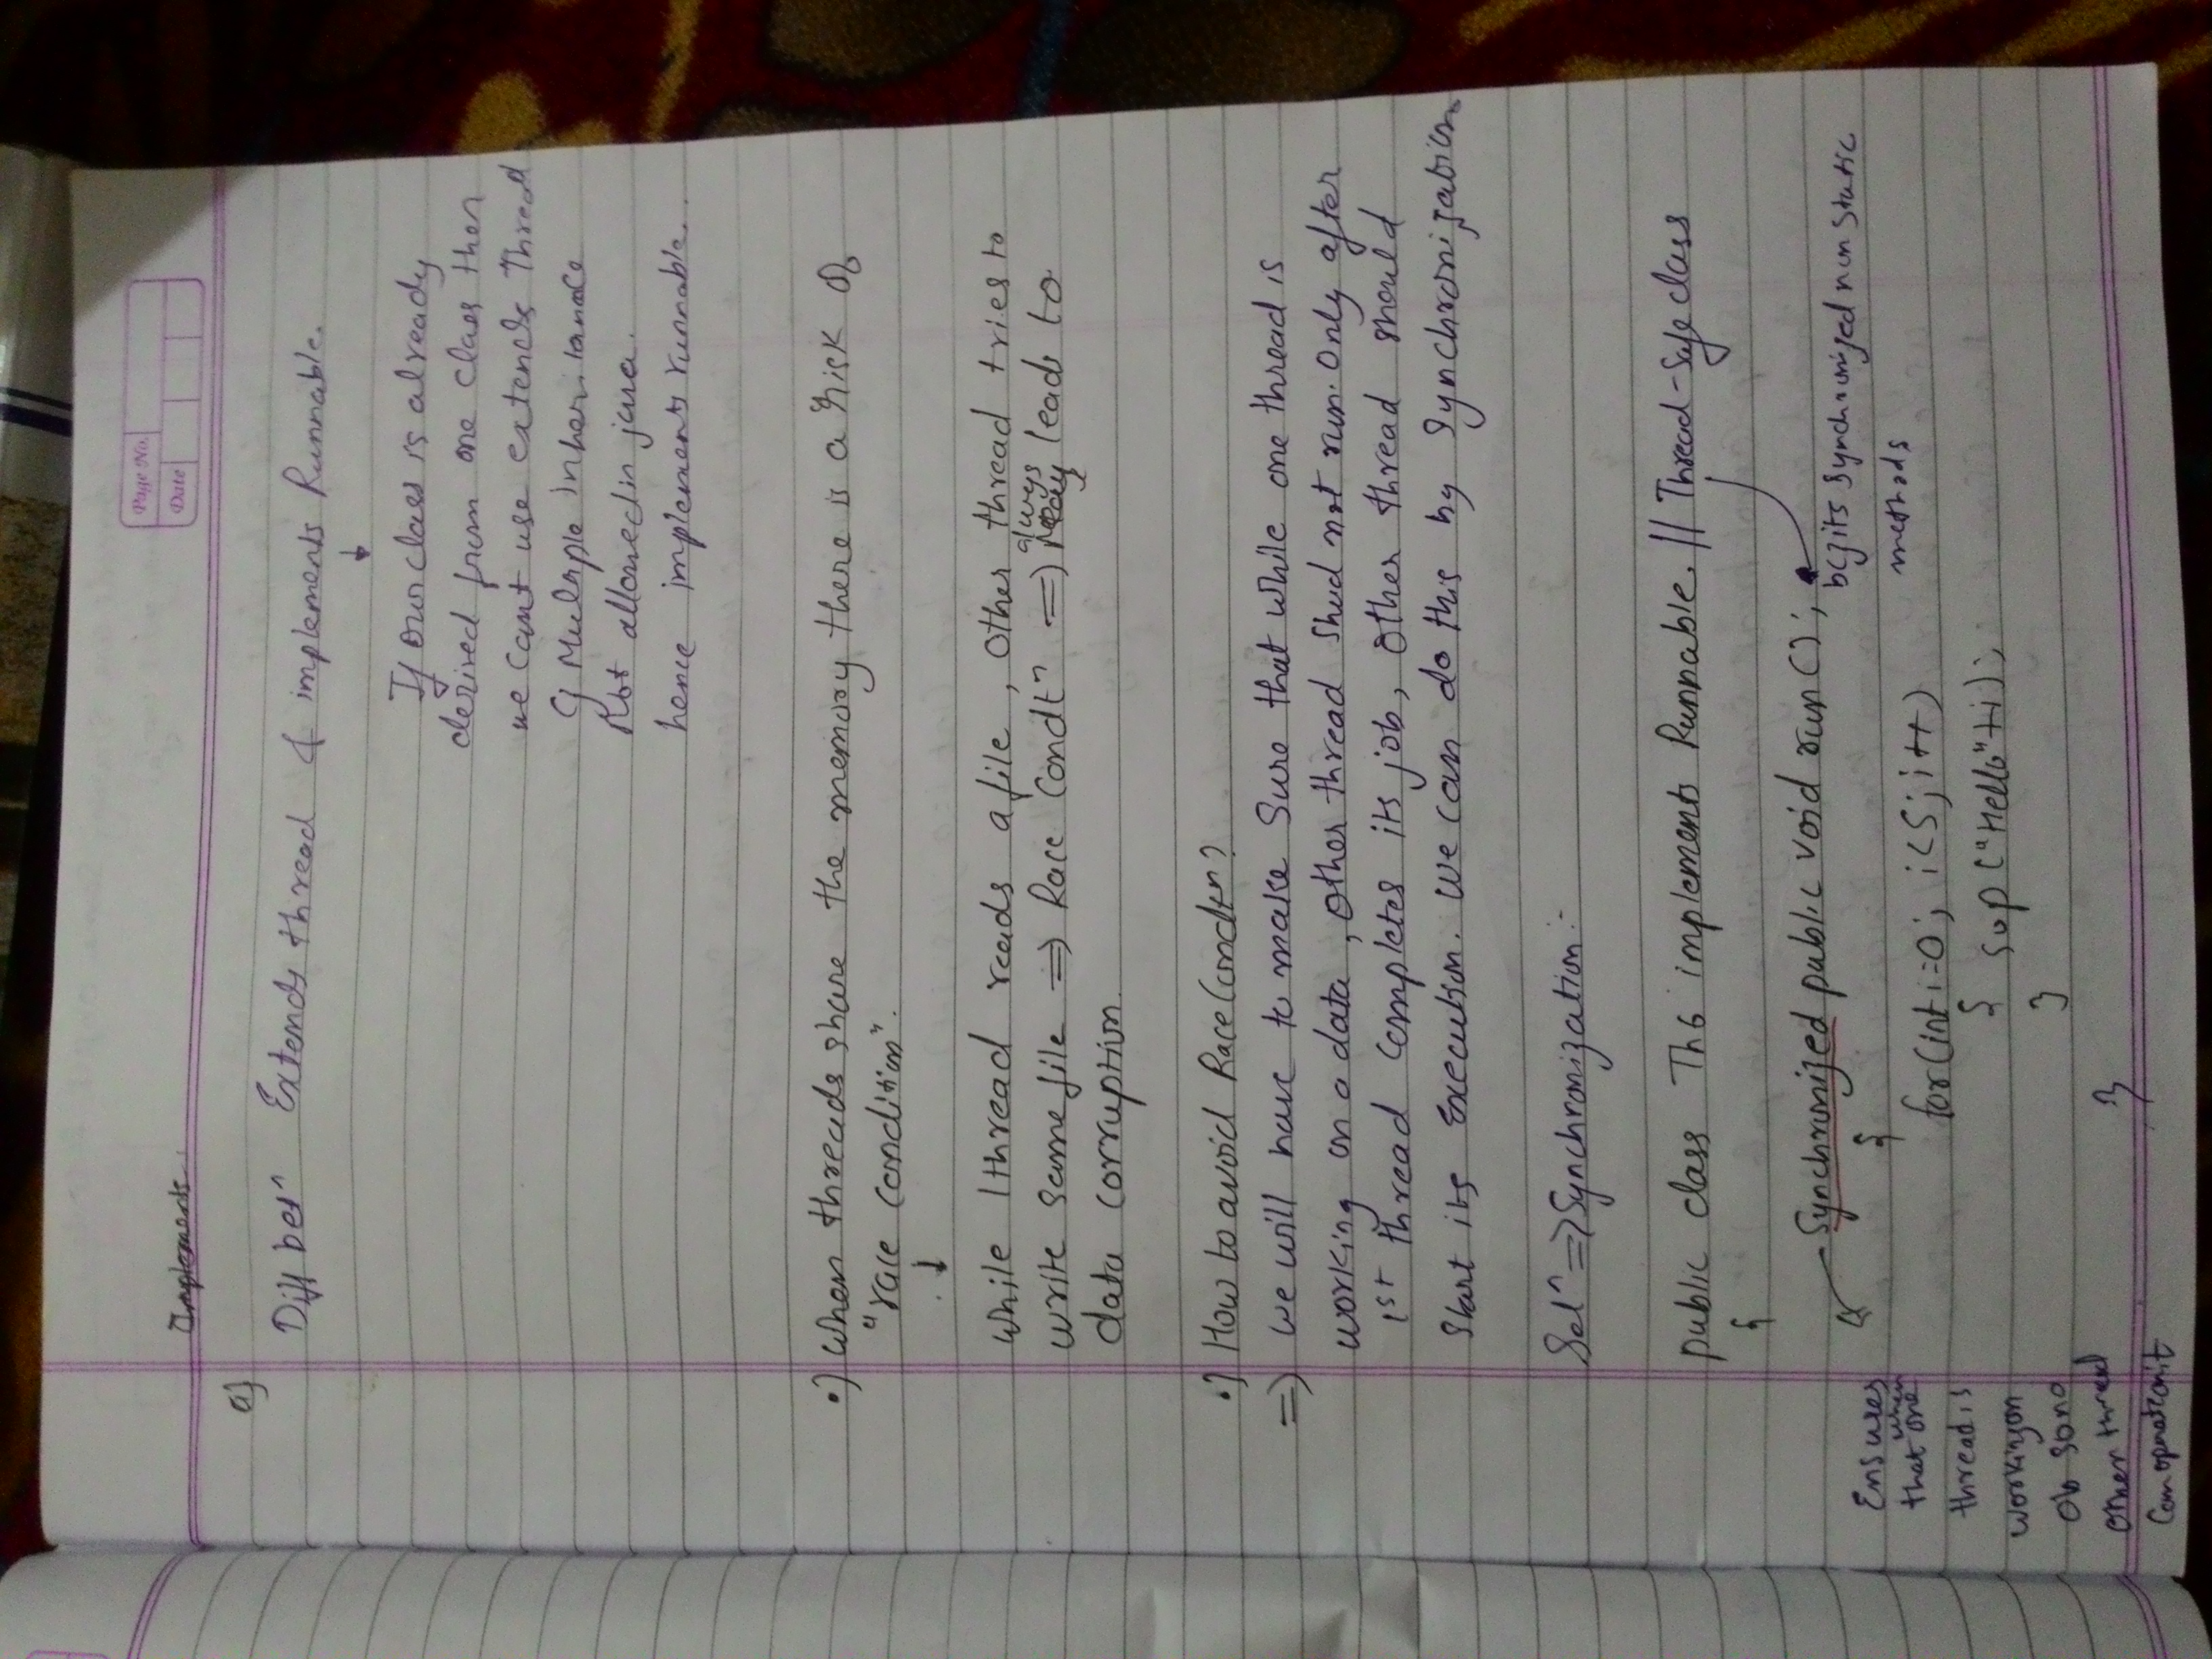 Page No.
Date
Implements
a)
Diff betn Extends thread & implements Runnable.
↓
If our class is already
derived from one class then
we cant use extends Thread
Multiple Inheritance
Not allowed in java.
hence implements runnable.
•) When threads share the memory there is a risk of
"race condition".
↓
While 1 thread reads a file, Other thread tries to
always
write same file => Race Condtn => may leads to
data corruption.
•) How to avoid Race Condtn?
=> We will have to make Sure that while one thread is
working on a data, other thread shud not run. Only after
1st thread completes its job, other thread should
Start its Execution. We can do this by Synchronization
Soln => Synchronization :-
public class Th6 implements Runnable. || Thread-Safe class
{
Synchronized public void run();
bcz its Synchronized non static
methods
{
for(int i=0; i<5; i++)
{ sop("Hello"+i);
}
}
Ensures
when
that one
thread is
working on
Ob
Other thread
Can operate on it